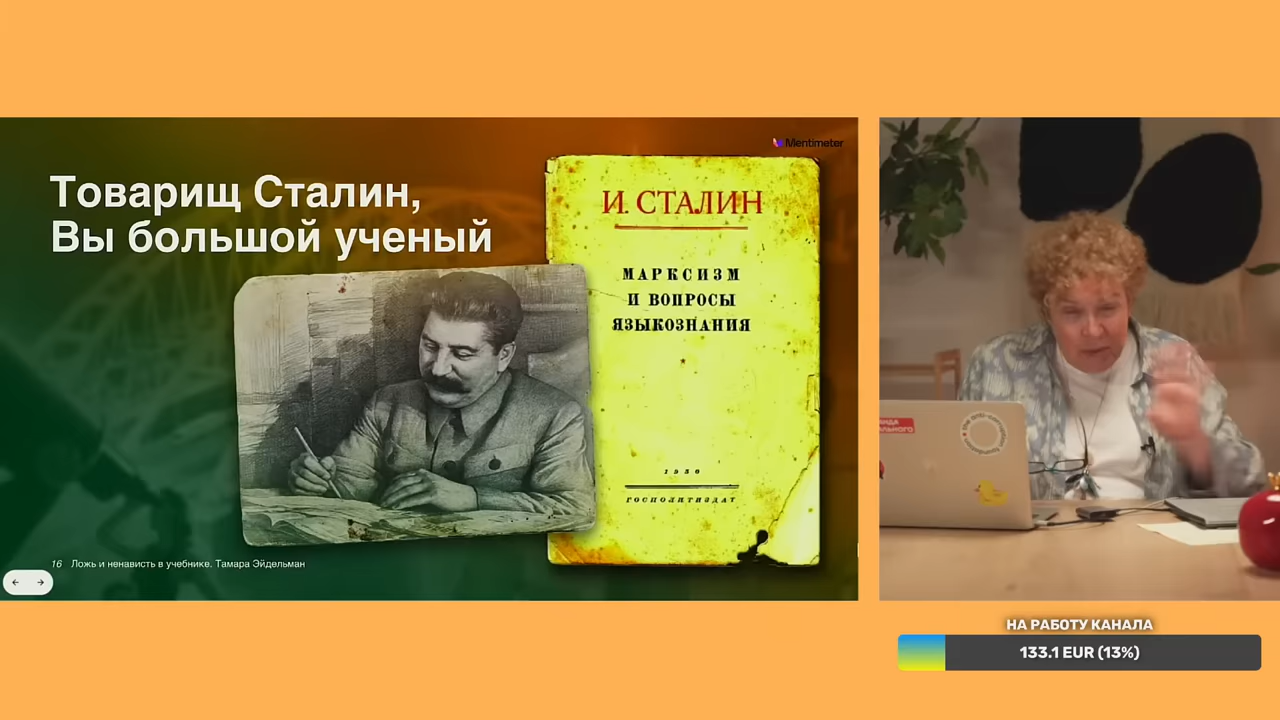 Mentimeter
Товарищ Сталин,
Вы большой ученый
И. СТАЛИН
МАРКСИЗМ
И ВОПРОСЫ
ЯЗЫКОЗНАНИЯ
1950
ГОСПОЛИТИЗДАТ
16 Ложь и ненависть в учебнике. Тамара Эйдельман
НА РАБОТУ КАНАЛА
133.1 EUR (13%)